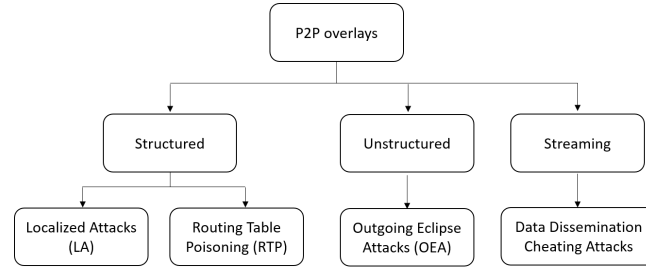 P2P overlays
Structured
Unstructured
Streaming
Localized Attacks
(LA)
Routing Table
Poisoning (RTP)
Outgoing Eclipse
Attacks (OEA)
Data Dissemination
Cheating Attacks